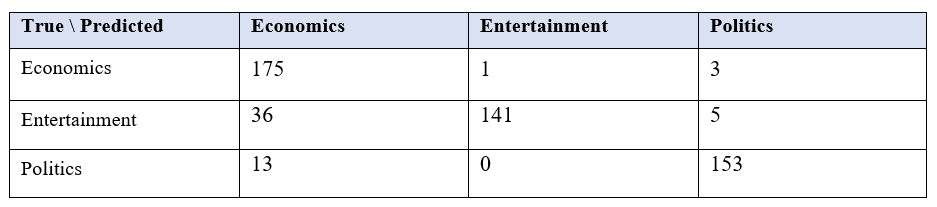 True \ Predicted Economics Entertainment Politics
Economics 175 1 3
Entertainment 36 141 5
Politics 13 0 153